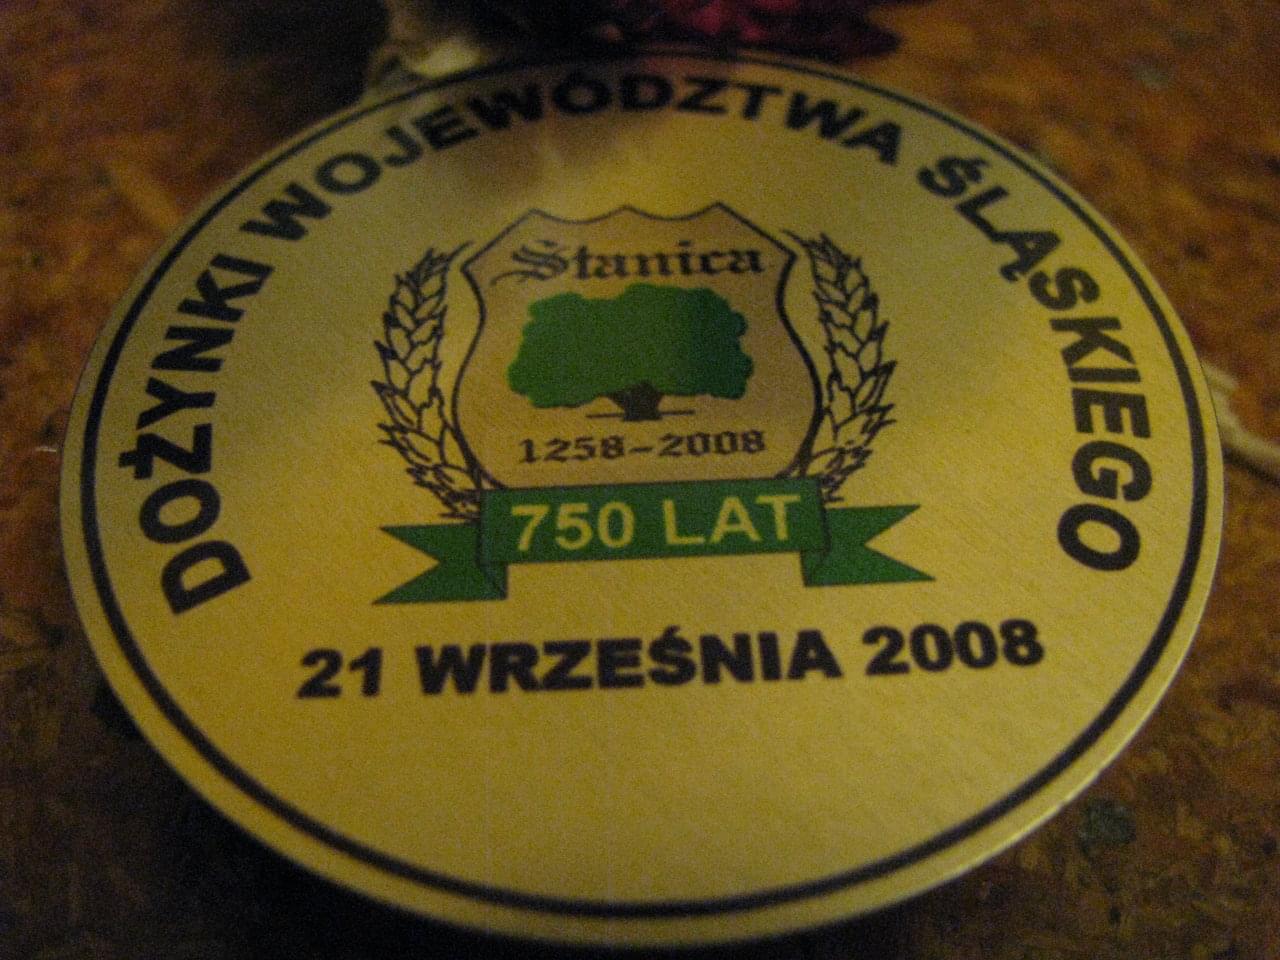 DOŻYNKI WOJEWÓDZTWA ŚLĄSKIEGO
Stanica
1258-2008
750 LAT
21 WRZEŚNIA 2008